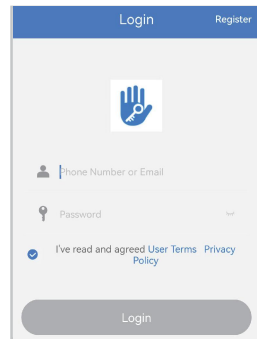 Login
Register
Phone Number or Email
Password
I've read and agreed User Terms Privacy
Policy
Login